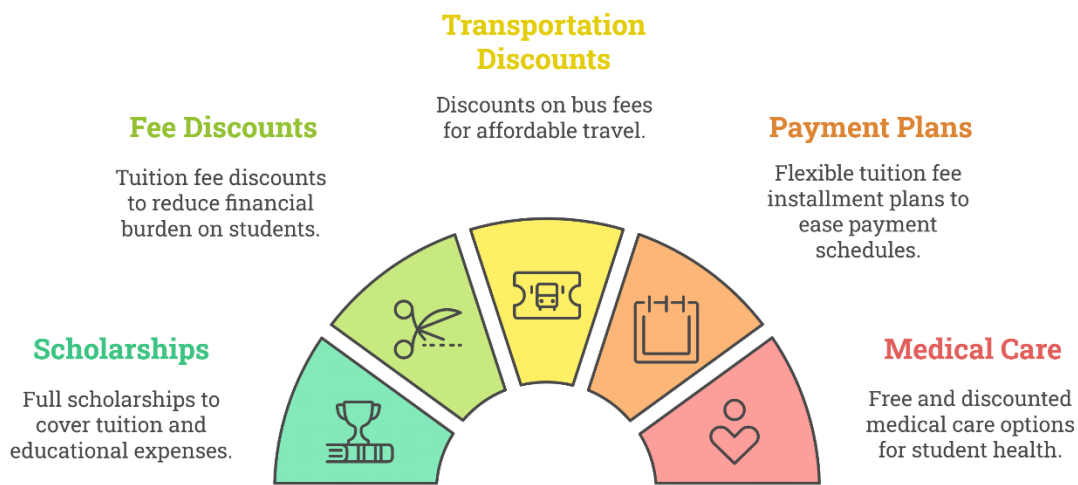 Transportation
Discounts
Discounts on bus fees
for affordable travel.
Fee Discounts
Tuition fee discounts
to reduce financial
burden on students.
Payment Plans
Flexible tuition fee
installment plans to
ease payment
schedules.
Scholarships
Full scholarships to
cover tuition and
educational expenses.
Medical Care
Free and discounted
medical care options
for student health.